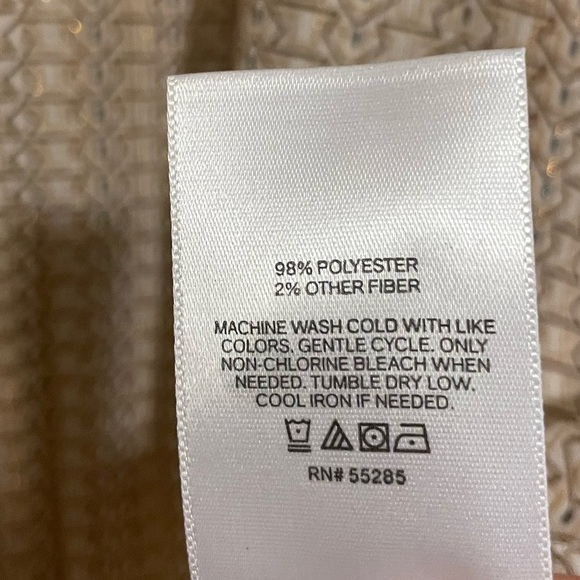 98% POLYESTER
2% OTHER FIBER
MACHINE WASH COLD WITH LIKE
COLORS. GENTLE CYCLE. ONLY
NON-CHLORINE BLEACH WHEN
NEEDED. TUMBLE DRY LOW.
COOL IRON IF NEEDED.
RN# 55285